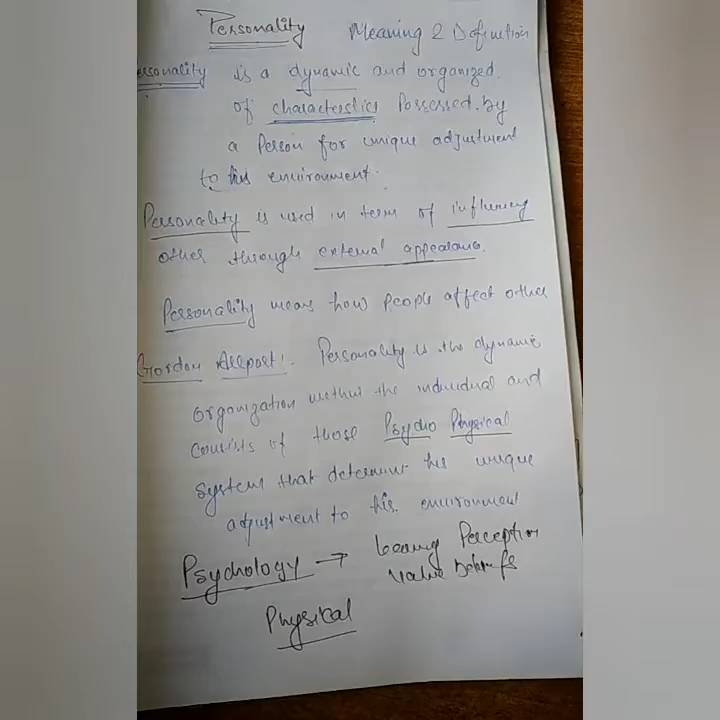 Personality Meaning & Definition
ersonality is a dynamic and organized
of characterstics Possessed by
a Person for unique adjustment
to his environment.
Personality is used in term of influencing
other through external appearance.
Personality means how people affect other
Gordon Allport: Personality is the dynamic
organization within the individual and
consists of those Psycho Physical
system that determine his unique
adjustment to his environment
Psychology → learning Perception
value beliefs
Physical